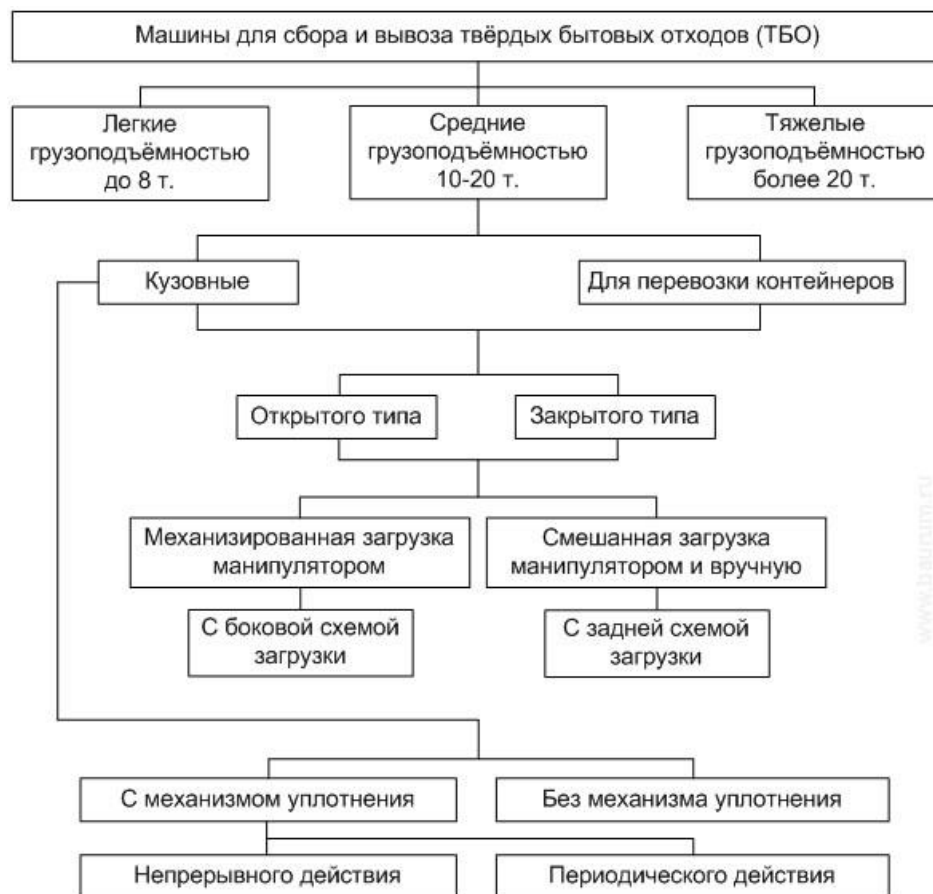 Машины для сбора и вывоза твёрдых бытовых отходов (ТБО)
Легкие
грузоподъёмностью
до 8 т.
Средние
грузоподъёмностью
10-20 т.
Тяжелые
грузоподъёмностью
более 20 т.
Кузовные
Для перевозки контейнеров
Открытого типа
Закрытого типа
Механизированная загрузка
манипулятором
Смешанная загрузка
манипулятором и вручную
С боковой схемой
загрузки
С задней схемой
загрузки
С механизмом уплотнения
Без механизма уплотнения
Непрерывного действия
Периодического действия
www.baurum.ru